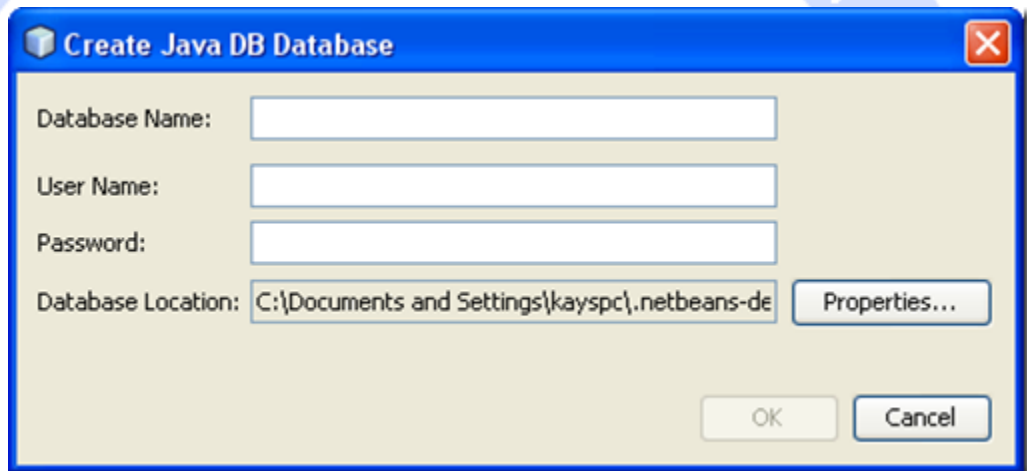 Create Java DB Database
Database Name:
User Name:
Password:
Database Location: C:\Documents and Settings\kayspc\.netbeans-de Properties...
OK Cancel